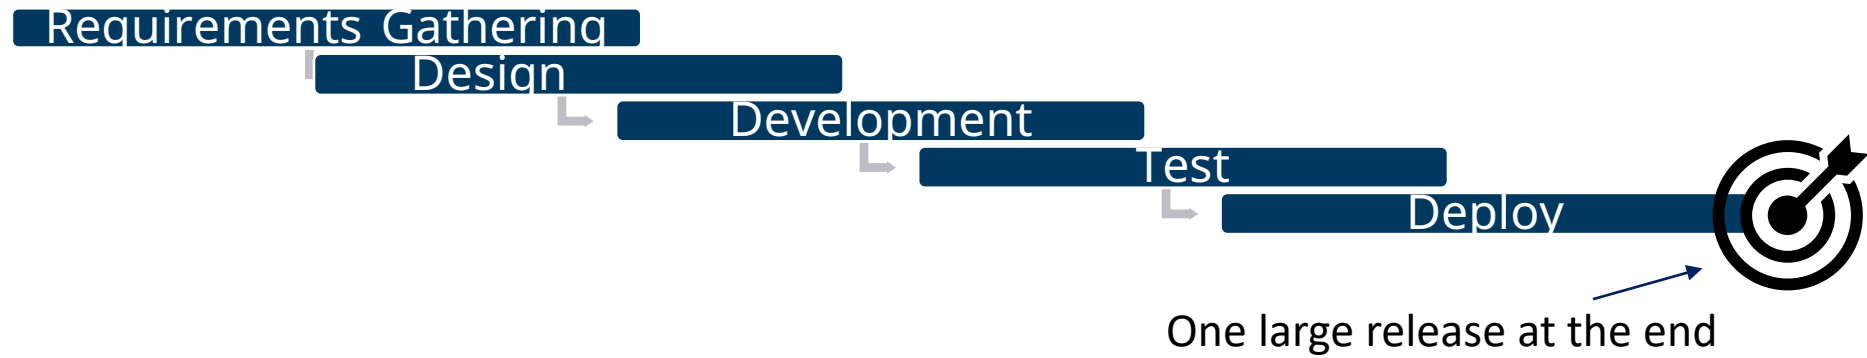 Requirements Gathering
Design
Development
Test
Deploy
One large release at the end